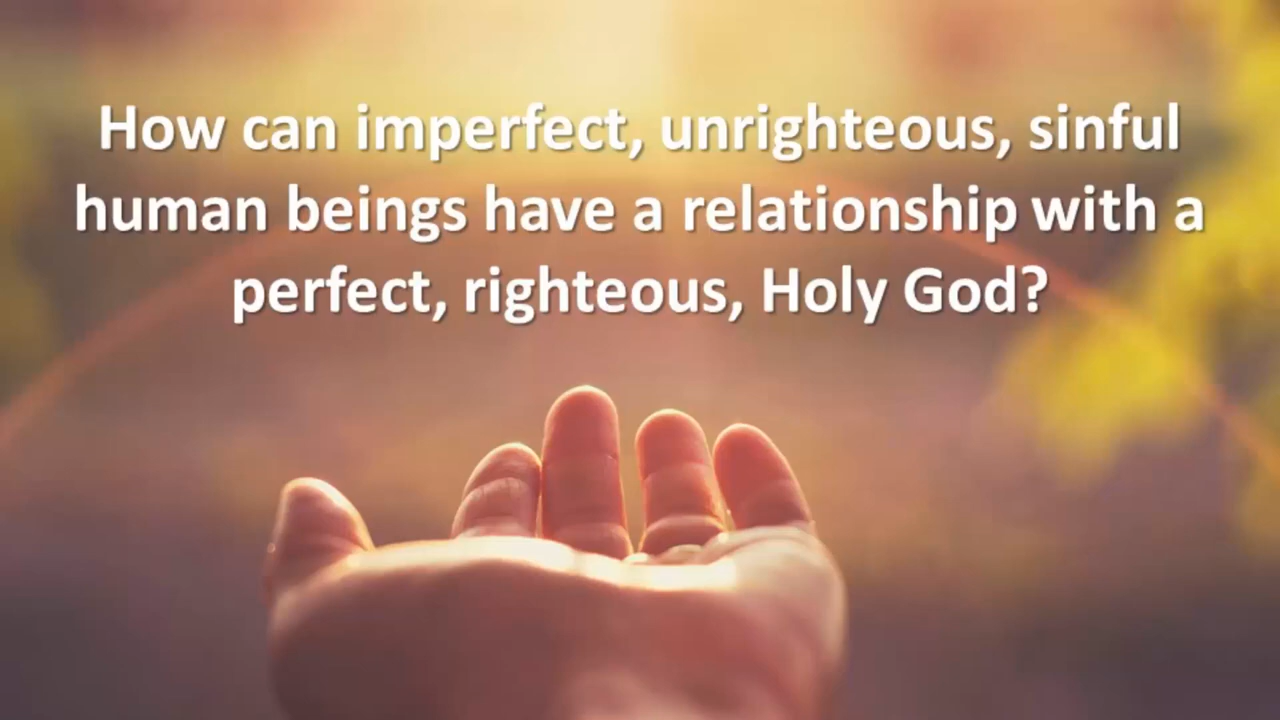 How can imperfect, unrighteous, sinful
human beings have a relationship with a
perfect, righteous, Holy God?